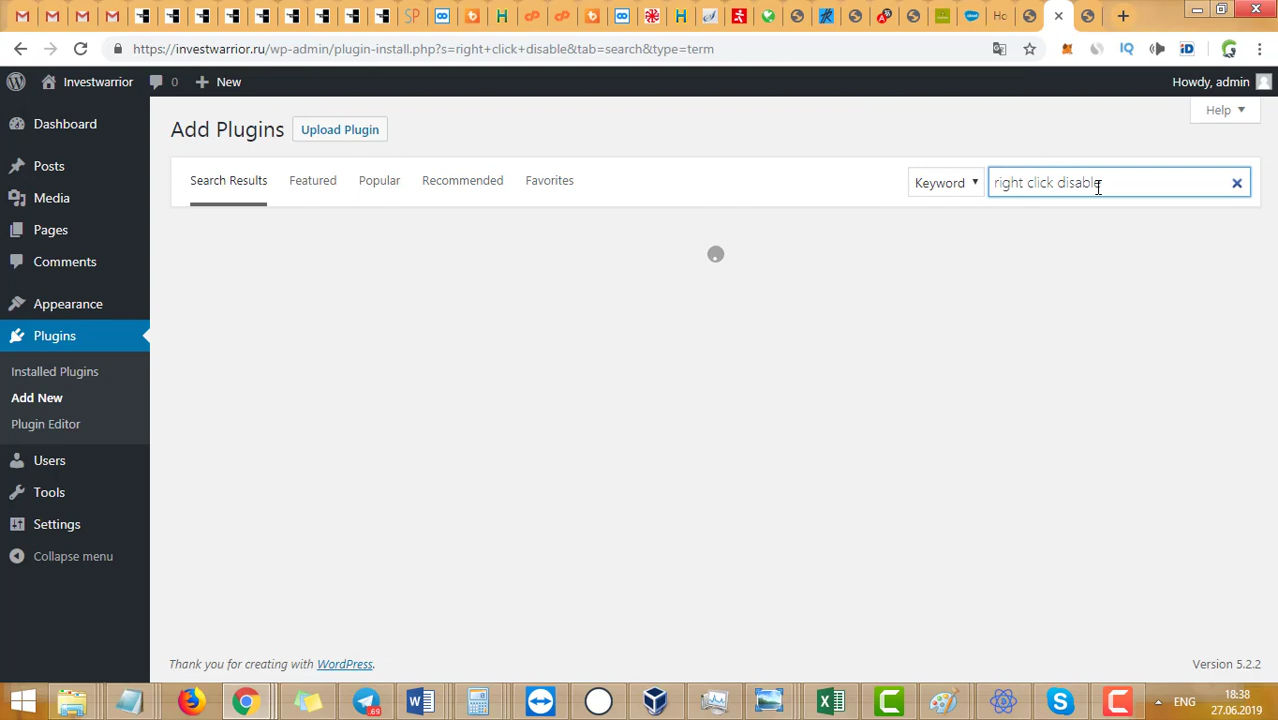 https://investwarrior.ru/wp-admin/plugin-install.php?s=right+click+disable&tab=search&type=term
Investwarrior
0
New
Howdy, admin
Help
Dashboard
Posts
Media
Pages
Comments
Appearance
Plugins
Installed Plugins
Add New
Plugin Editor
Users
Tools
Settings
Collapse menu
Add Plugins
Upload Plugin
Search Results
Featured
Popular
Recommended
Favorites
Keyword
right click disable
Thank you for creating with WordPress.
Version 5.2.2
ENG
18:38
27.06.2019